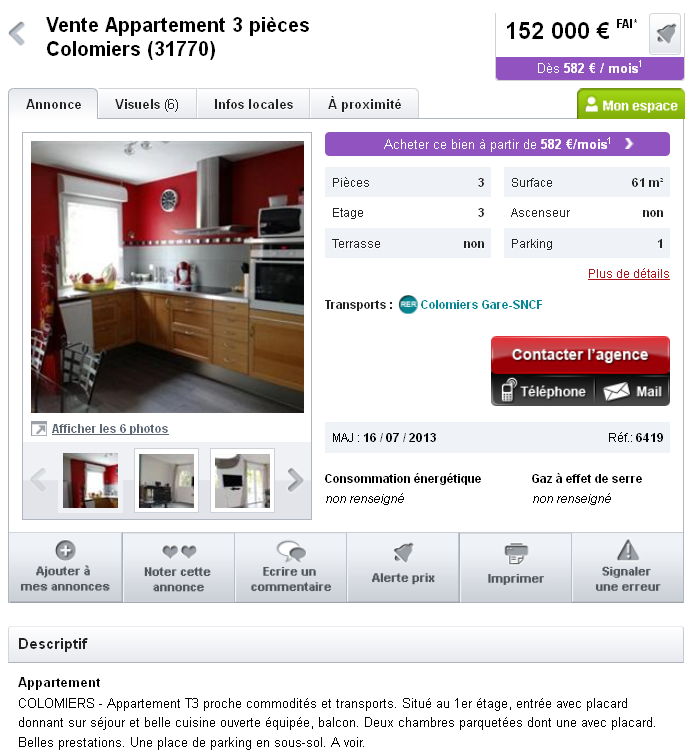 Vente Appartement 3 pièces
Colomiers (31770)
152 000 € FAI*
Dès 582 € / mois¹
Annonce
Visuels (6)
Infos locales
À proximité
Mon espace
Acheter ce bien à partir de 582 €/mois¹
Pièces 3
Surface 61 m²
Etage 3
Ascenseur non
Terrasse non
Parking 1
Plus de détails
Transports : RER Colomiers Gare-SNCF
Contacter l'agence
Téléphone
Mail
Afficher les 6 photos
MAJ : 16 / 07 / 2013
Réf.: 6419
Consommation énergétique
non renseigné
Gaz à effet de serre
non renseigné
Ajouter à
mes annonces
Noter cette
annonce
Ecrire un
commentaire
Alerte prix
Imprimer
Signaler
une erreur
Descriptif
Appartement
COLOMIERS - Appartement T3 proche commodités et transports. Situé au 1er étage, entrée avec placard
donnant sur séjour et belle cuisine ouverte équipée, balcon. Deux chambres parquetées dont une avec placard.
Belles prestations. Une place de parking en sous-sol. A voir.